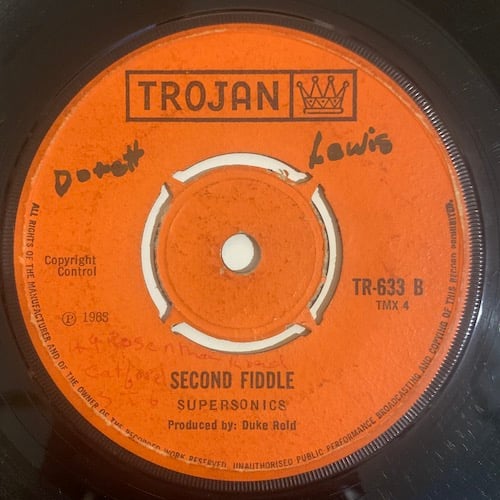 TROJAN
Dorett Lewis
ALL RIGHTS OF THE MANUFACTURER AND OF THE OWNER OF THE RECORDED WORK RESERVED. UNAUTHORISED PUBLIC PERFORMANCE BROADCASTING AND COPYING OF THIS RECORD PROHIBITED.
Copyright
Control
TR-633 B
TMX 4
℗ 1968
SECOND FIDDLE
SUPERSONICS
Produced by: Duke Reid